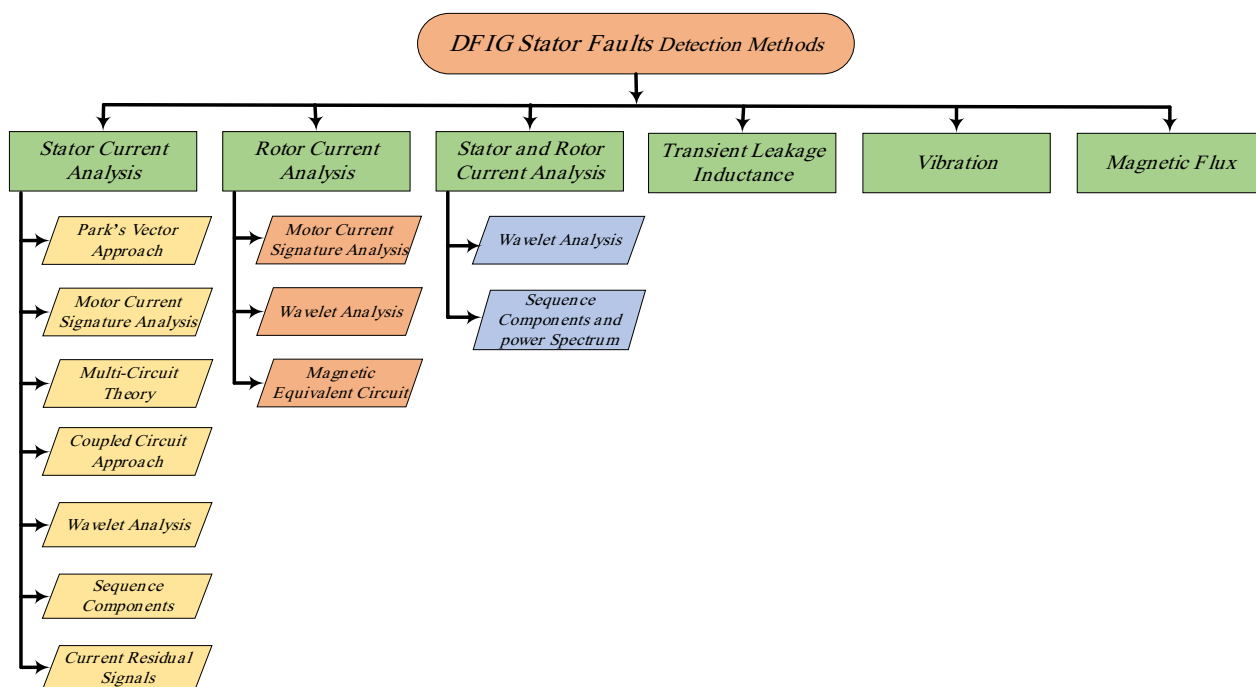 DFIG Stator Faults Detection Methods
Stator Current
Analysis
Rotor Current
Analysis
Stator and Rotor
Current Analysis
Transient Leakage
Inductance
Vibration
Magnetic Flux
Park's Vector
Approach
Motor Current
Signature Analysis
Multi-Circuit
Theory
Coupled Circuit
Approach
Wavelet Analysis
Sequence
Components
Current Residual
Signals
Motor Current
Signature Analysis
Wavelet Analysis
Magnetic
Equivalent Circuit
Wavelet Analysis
Sequence
Components and
power Spectrum